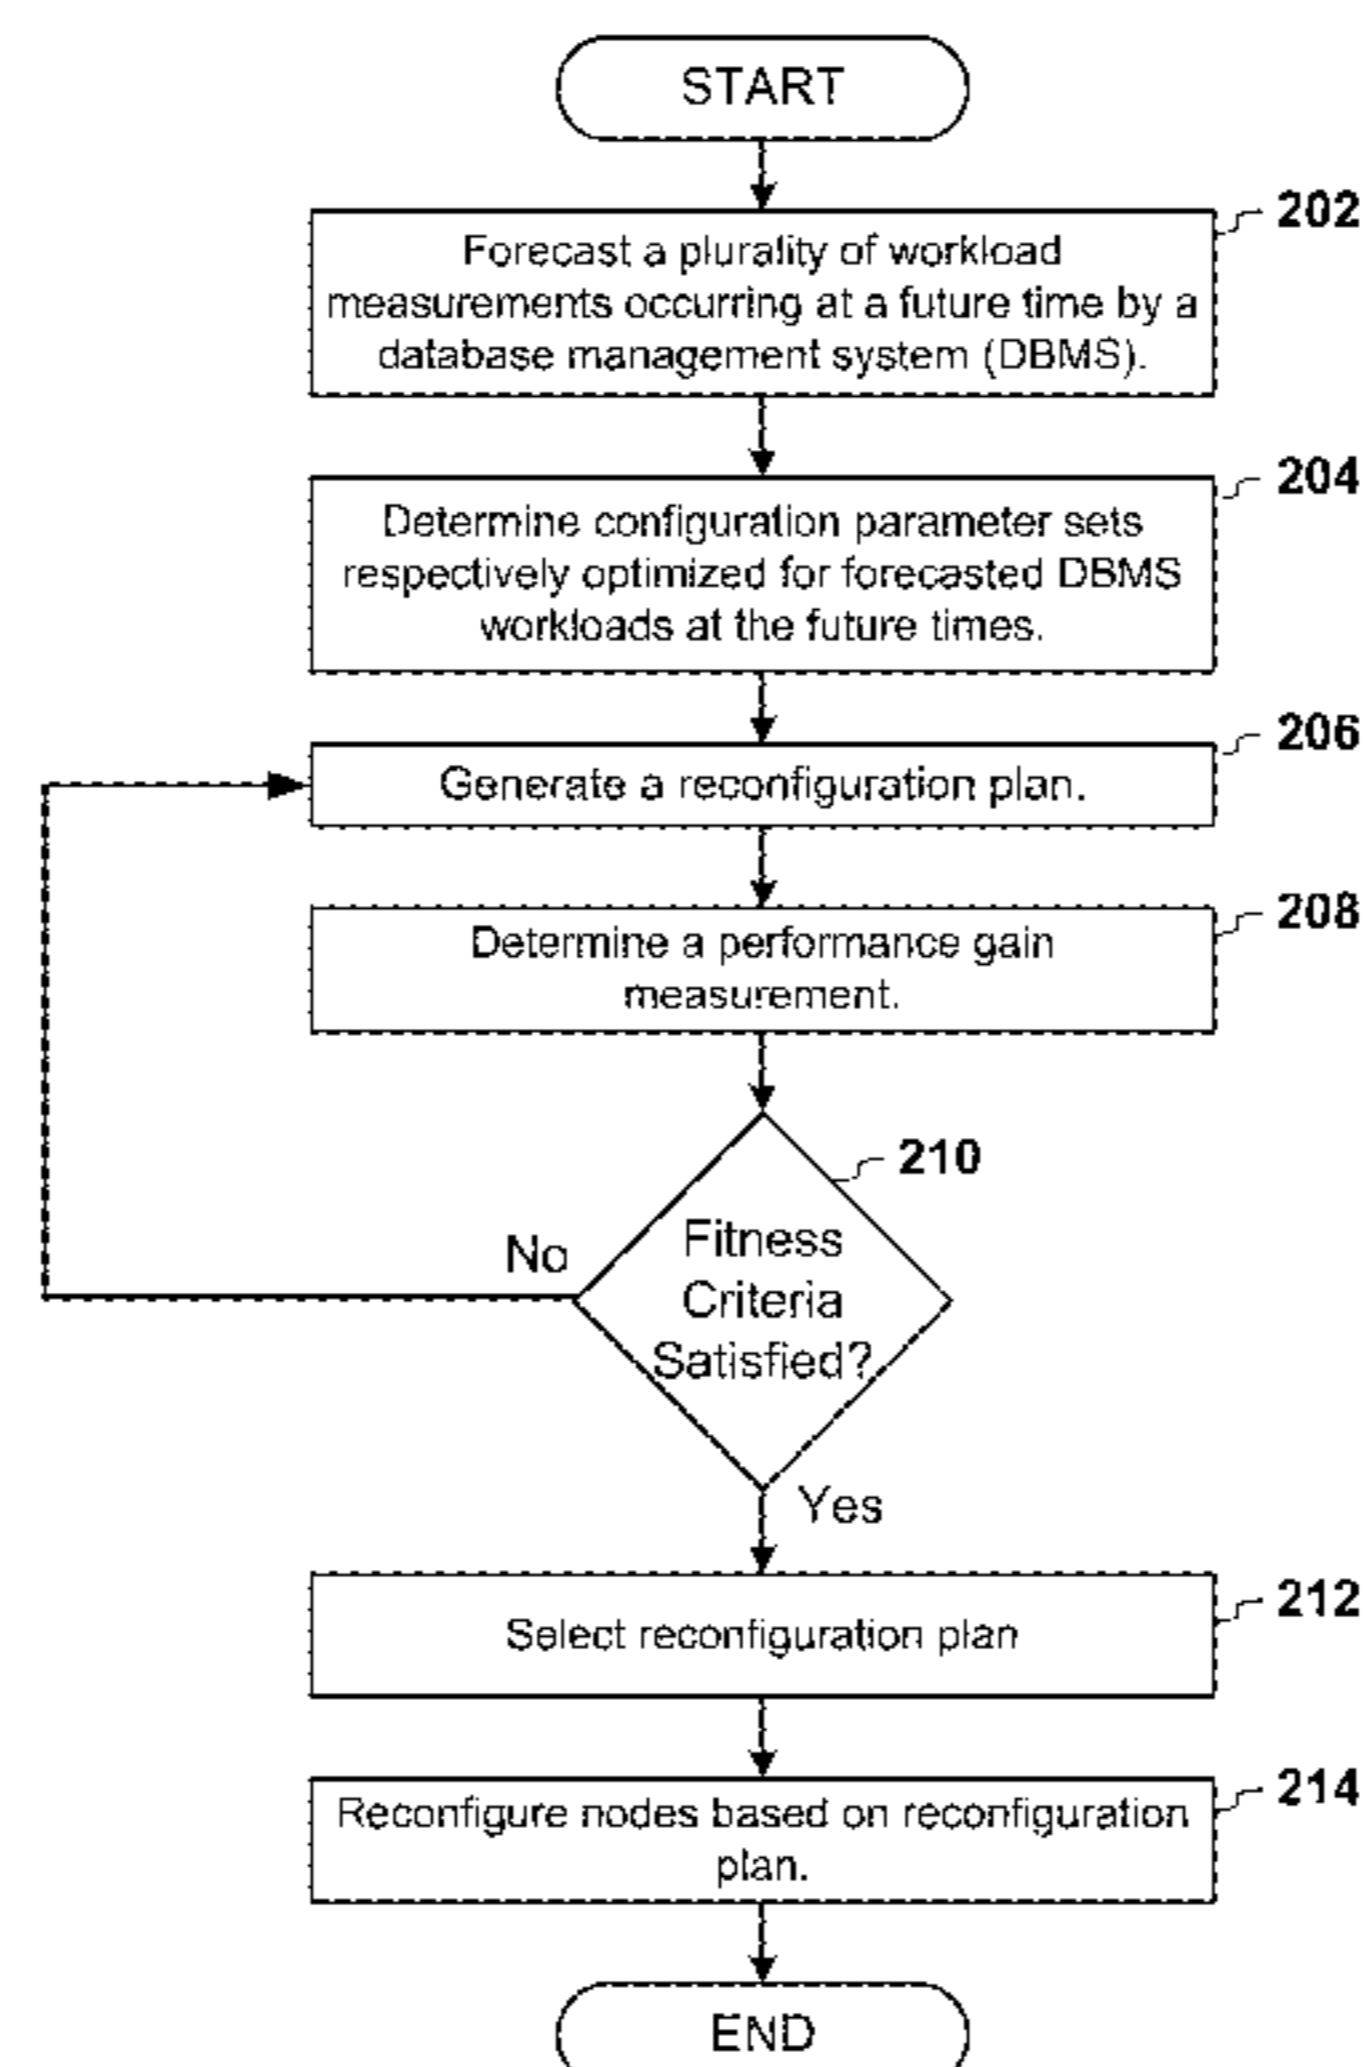 START
202
Forecast a plurality of workload
measurements occurring at a future time by a
database management system (DBMS).
204
Determine configuration parameter sets
respectively optimized for forecasted DBMS
workloads at the future times.
206
Generate a reconfiguration plan.
208
Determine a performance gain
measurement.
210
No
Fitness
Criteria
Satisfied?
Yes
212
Select reconfiguration plan
214
Reconfigure nodes based on reconfiguration
plan.
END